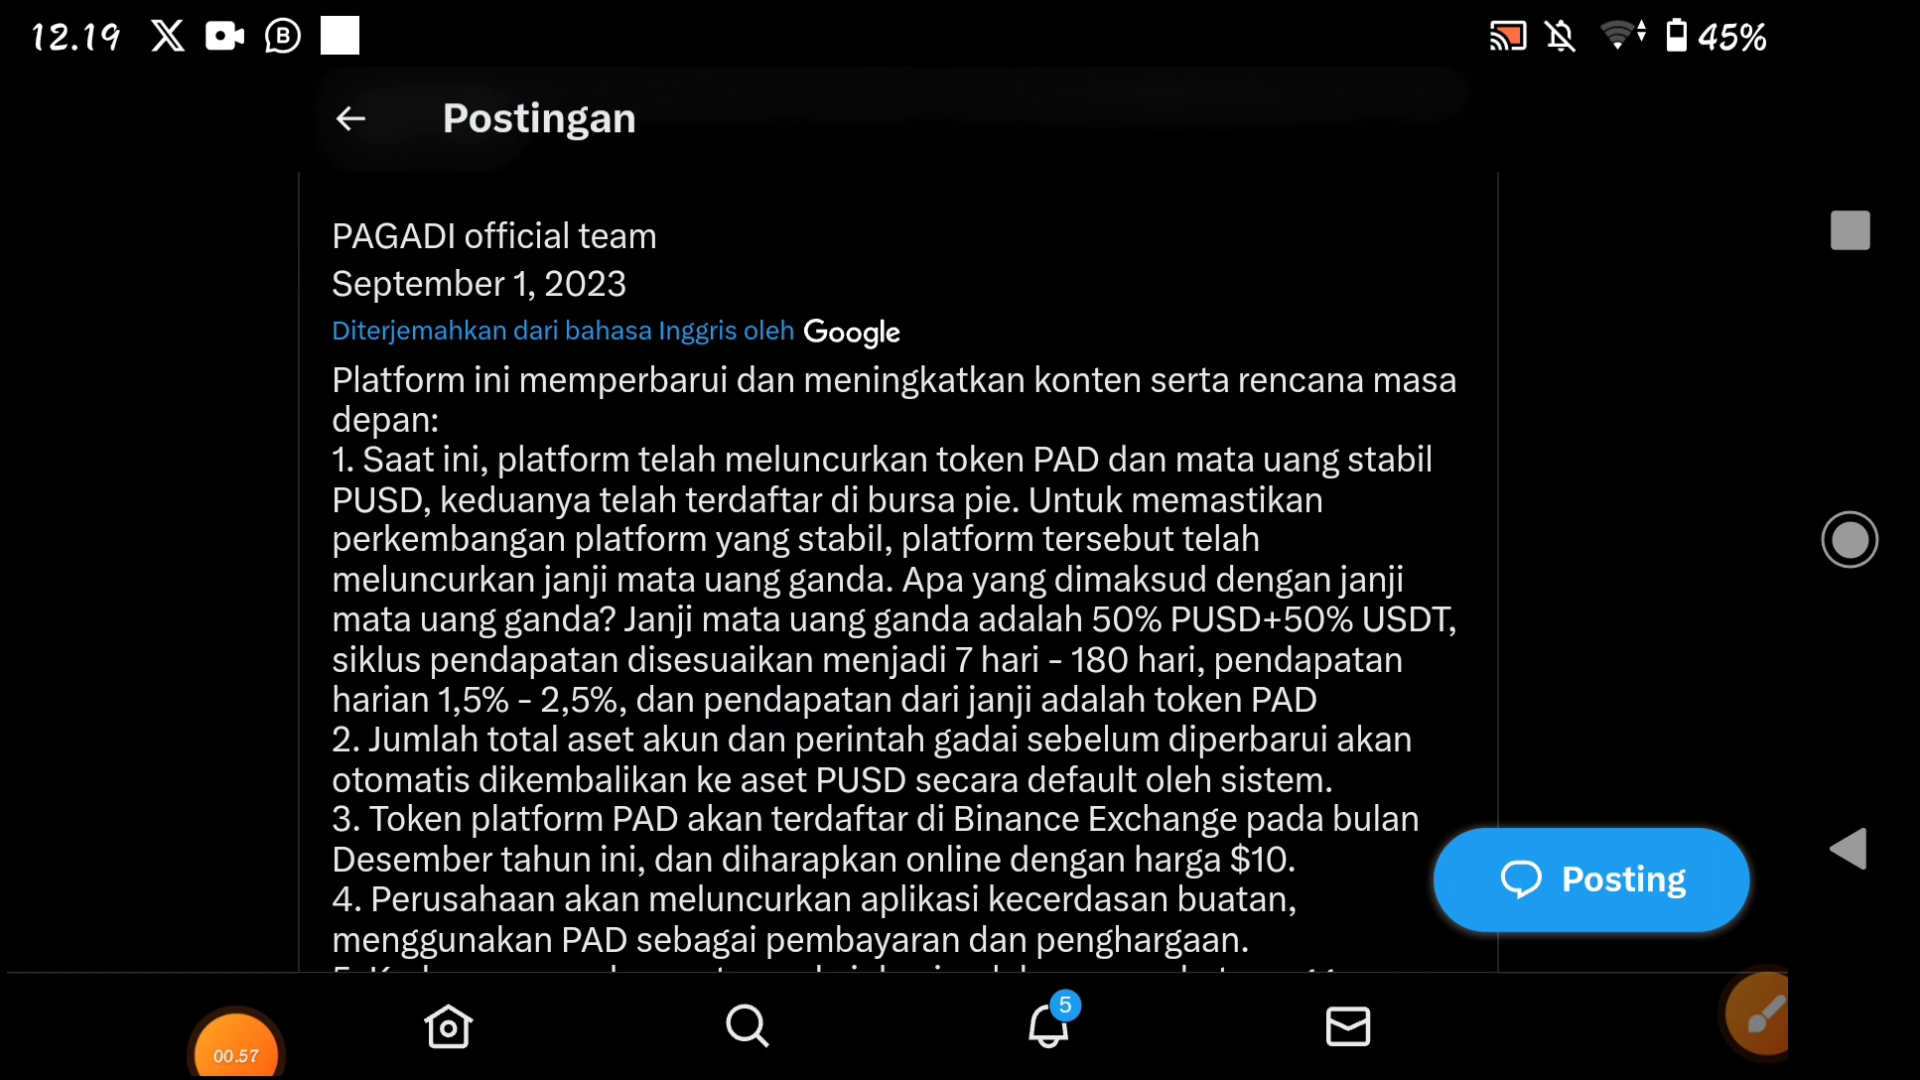 12.19
45%
Postingan
PAGADI official team
September 1, 2023
Diterjemahkan dari bahasa Inggris oleh Google
Platform ini memperbarui dan meningkatkan konten serta rencana masa
depan:
1. Saat ini, platform telah meluncurkan token PAD dan mata uang stabil
PUSD, keduanya telah terdaftar di bursa pie. Untuk memastikan
perkembangan platform yang stabil, platform tersebut telah
meluncurkan janji mata uang ganda. Apa yang dimaksud dengan janji
mata uang ganda? Janji mata uang ganda adalah 50% PUSD+50% USDT,
siklus pendapatan disesuaikan menjadi 7 hari - 180 hari, pendapatan
harian 1,5% - 2,5%, dan pendapatan dari janji adalah token PAD
2. Jumlah total aset akun dan perintah gadai sebelum diperbarui akan
otomatis dikembalikan ke aset PUSD secara default oleh sistem.
3. Token platform PAD akan terdaftar di Binance Exchange pada bulan
Desember tahun ini, dan diharapkan online dengan harga $10.
4. Perusahaan akan meluncurkan aplikasi kecerdasan buatan,
menggunakan PAD sebagai pembayaran dan penghargaan.
Posting
5
00.57